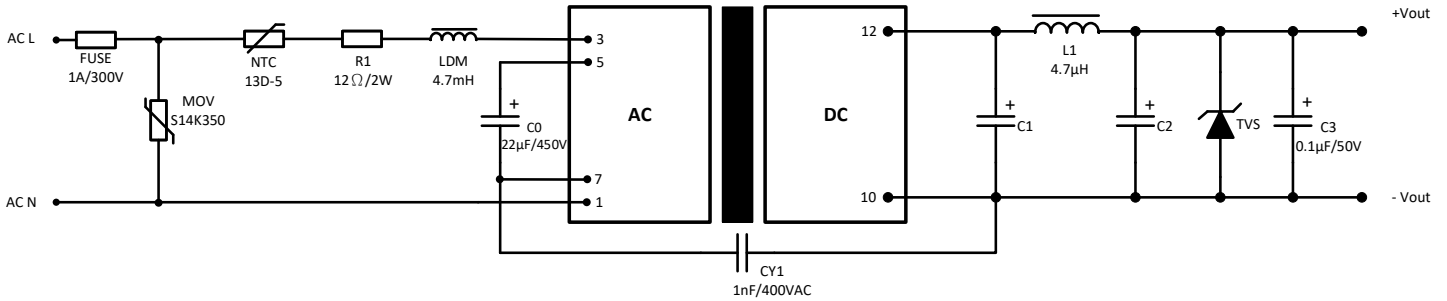 AC L
FUSE
1A/300V
MOV
S14K350
NTC
13D-5
R1
12Ω/2W
LDM
4.7mH
3
5
+
C0
22µF/450V
7
1
AC N
AC
DC
12
10
+
C1
L1
4.7µH
+
C2
TVS
+
C3
0.1µF/50V
+Vout
- Vout
CY1
1nF/400VAC